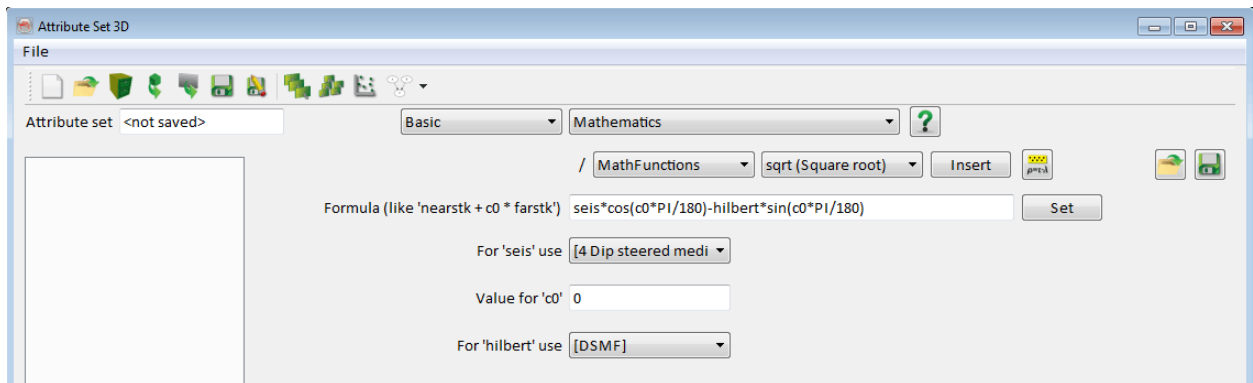 Attribute Set 3D
File
Attribute set <not saved> Basic Mathematics ?
/ MathFunctions sqrt (Square root) Insert
Formula (like 'nearstk + c0 * farstk') seis*cos(c0*PI/180)-hilbert*sin(c0*PI/180) Set
For 'seis' use [4 Dip steered medi
Value for 'c0' 0
For 'hilbert' use [DSMF]